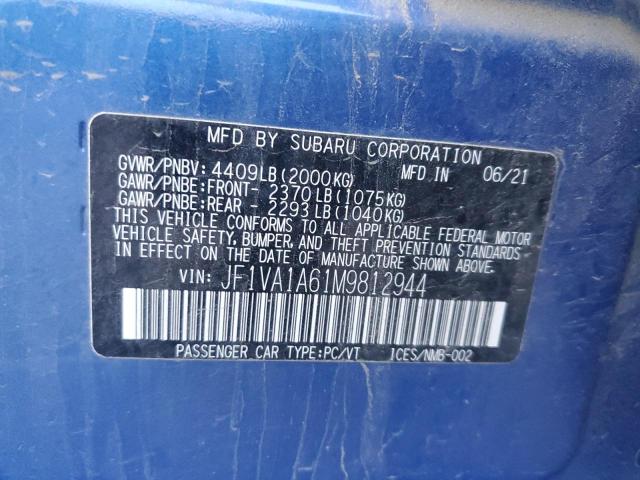 MFD BY SUBARU CORPORATION
GVWR/PNBV: 4409LB(2000KG) MFD IN 06/21
GAWR/PNBE:FRONT- 2370LB(1075KG)
GAWR/PNBE:REAR - 2293LB(1040KG)
THIS VEHICLE CONFORMS TO ALL APPLICABLE FEDERAL MOTOR
VEHICLE SAFETY, BUMPER, AND THEFT PREVENTION STANDARDS
IN EFFECT ON THE DATE OF MANUFACTURE SHOWN ABOVE.
VIN: JF1VA1A61M9812944
PASSENGER CAR TYPE:PC/VT ICES/NMB-002